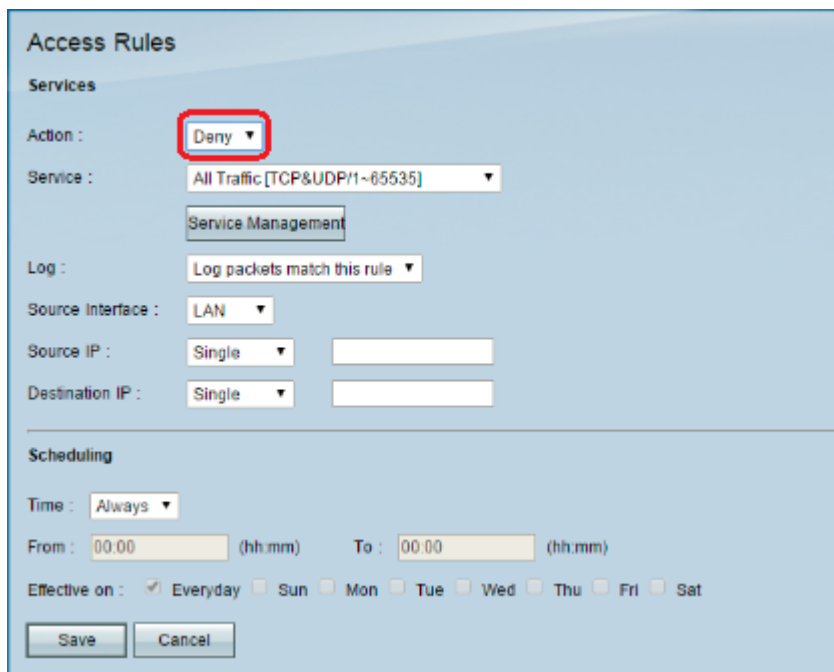 Access Rules
Services
Action : Deny
Service : All Traffic [TCP&UDP/1~65535]
Service Management
Log : Log packets match this rule
Source Interface : LAN
Source IP : Single
Destination IP : Single
Scheduling
Time : Always
From : 00:00 (hh:mm) To : 00:00 (hh:mm)
Effective on : Everyday Sun Mon Tue Wed Thu Fri Sat
Save Cancel